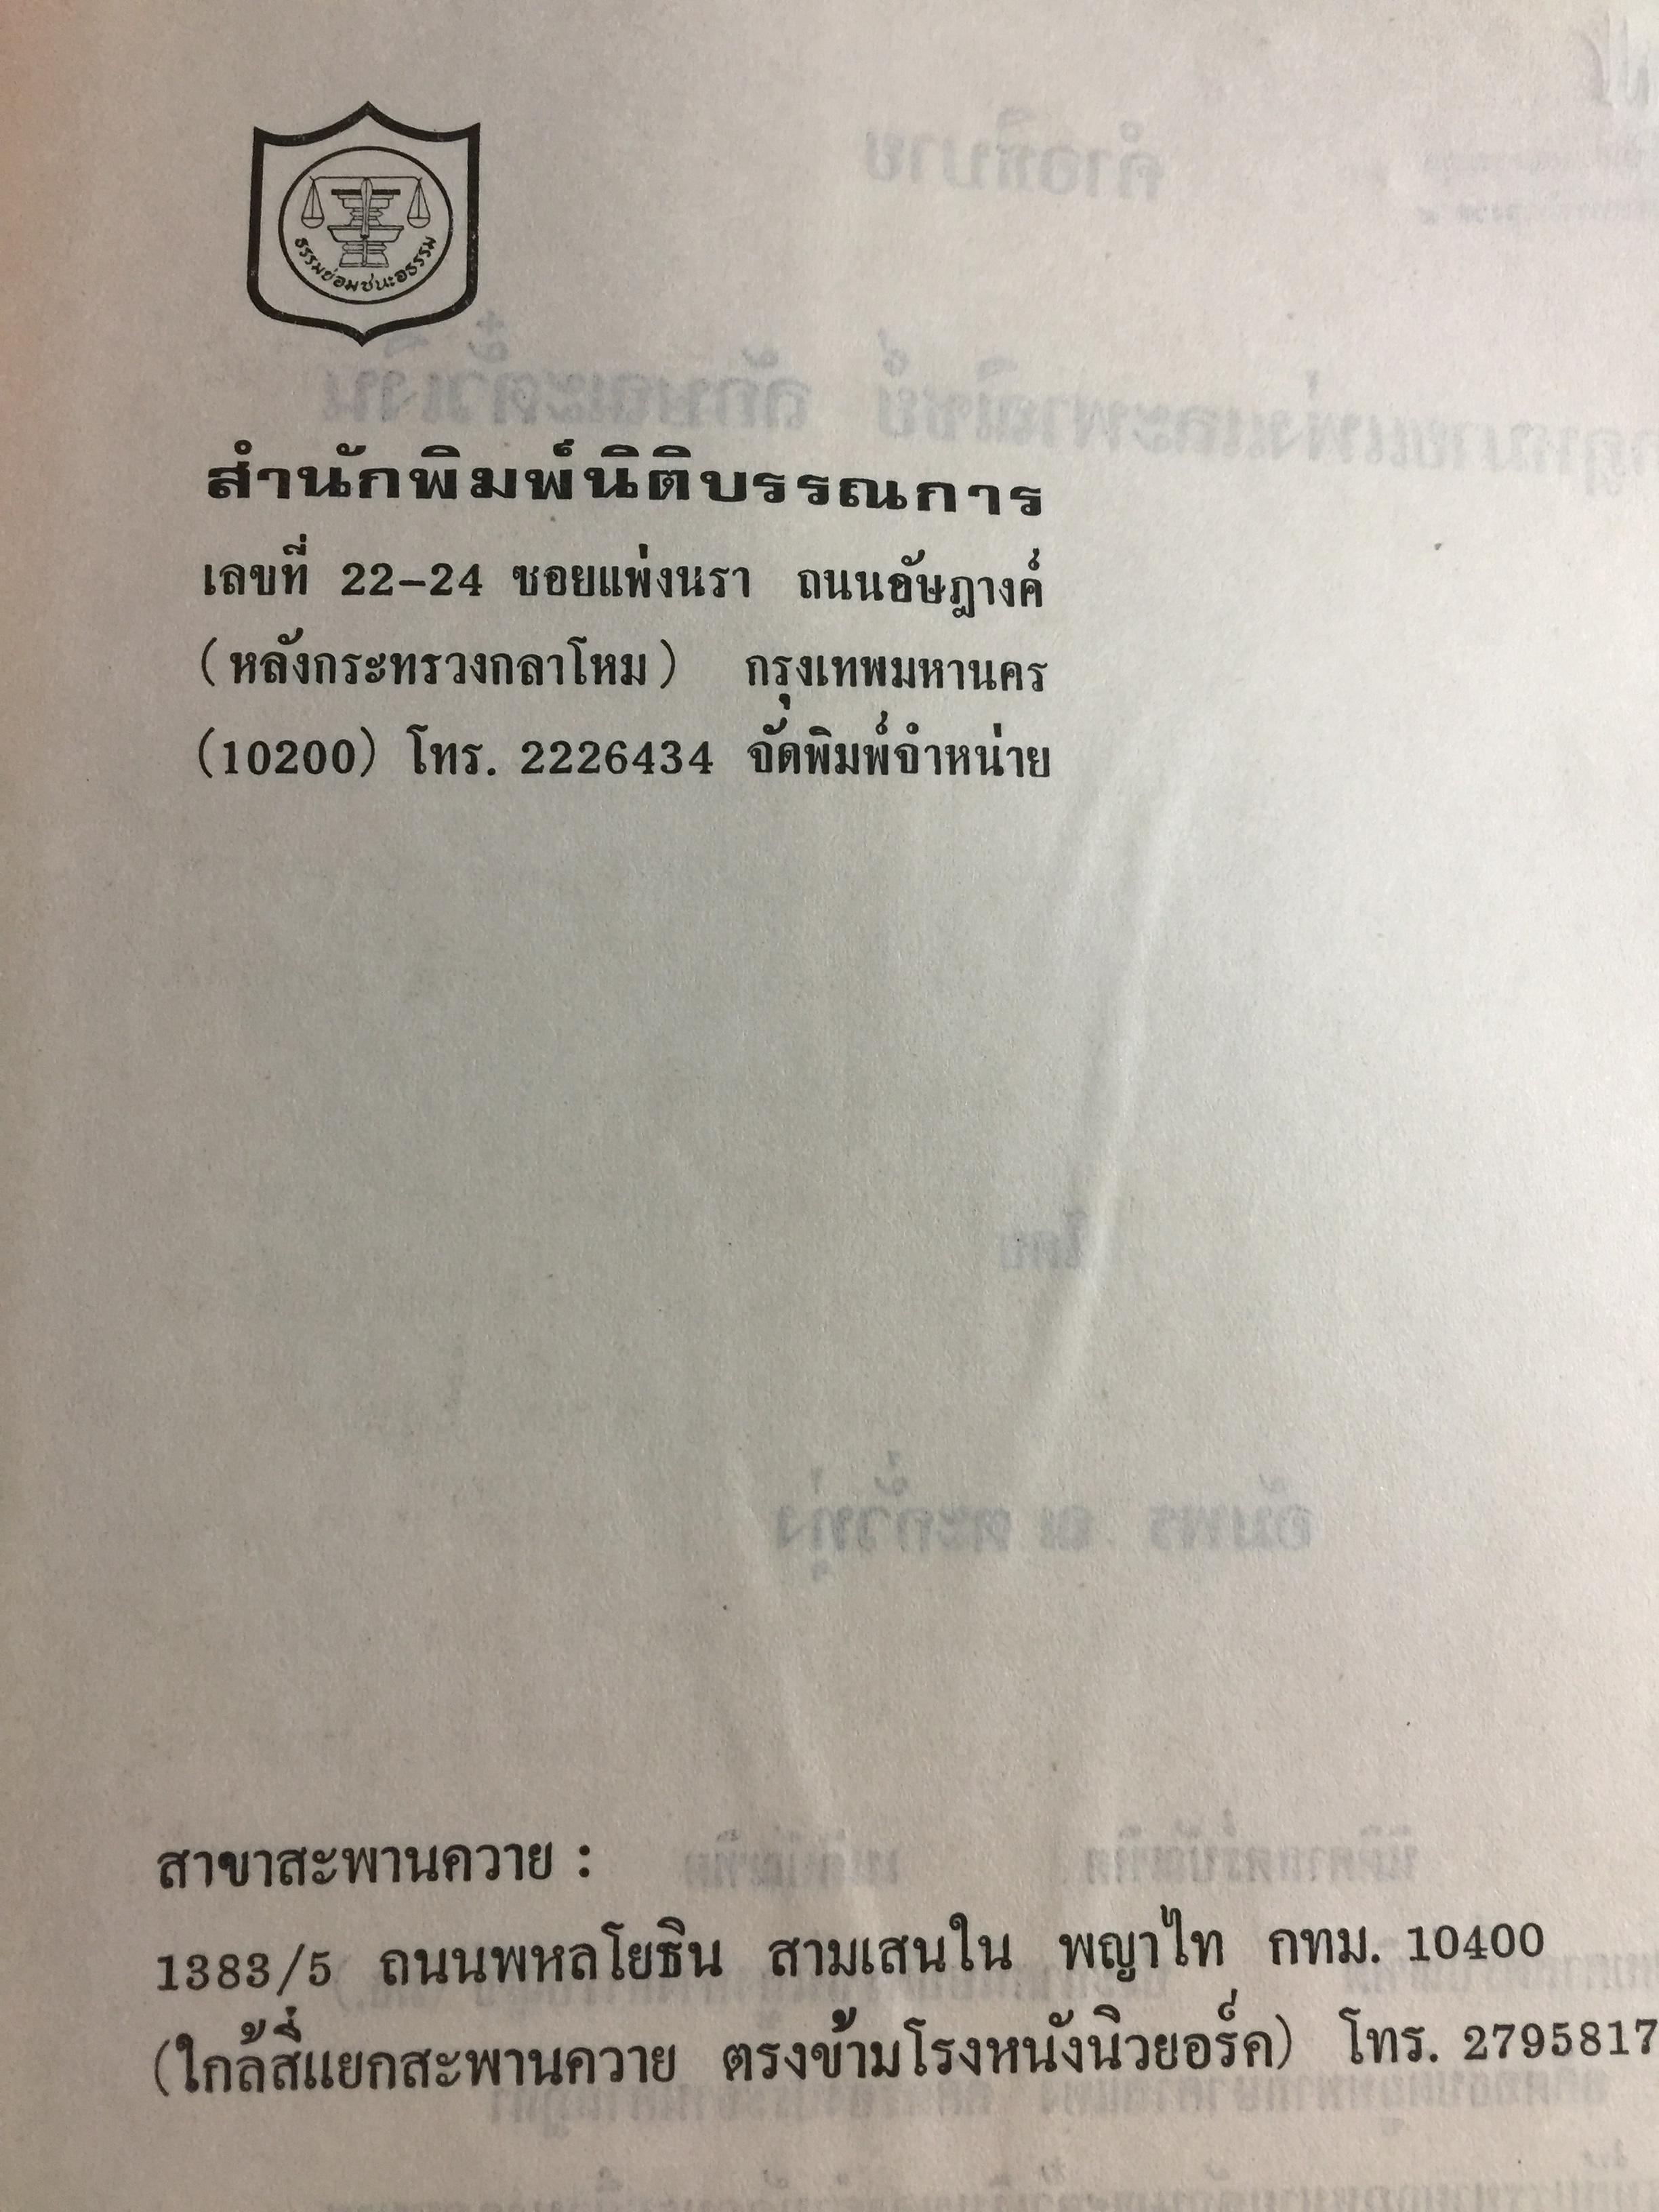 ธรรมย่อมชนะอธรรม
สำนักพิมพ์นิติบรรณการ
เลขที่ 22-24 ซอยแพ่งนรา ถนนอัษฎางค์
(หลังกระทรวงกลาโหม) กรุงเทพมหานคร
(10200) โทร. 2226434 จัดพิมพ์จำหน่าย
สาขาสะพานควาย :
1383/5 ถนนพหลโยธิน สามเสนใน พญาไท กทม. 10400
(ใกล้สี่แยกสะพานควาย ตรงข้ามโรงหนังนิวยอร์ค) โทร. 2795817